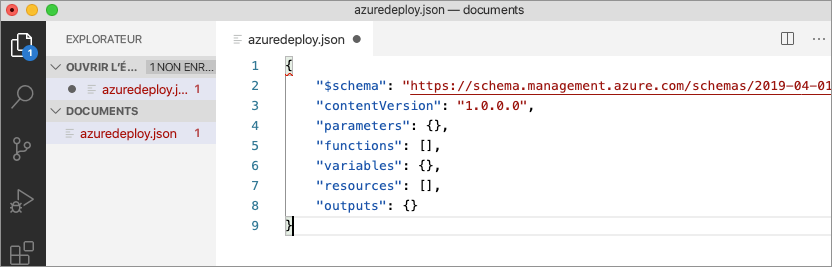 azuredeploy.json — documents
1
EXPLORATEUR
OUVRIR L'É... 1 NON ENR...
azuredeploy.j... 1
DOCUMENTS
azuredeploy.json 1
azuredeploy.json
1 {
2 "$schema": "https://schema.management.azure.com/schemas/2019-04-01
3 "contentVersion": "1.0.0.0",
4 "parameters": {},
5 "functions": [],
6 "variables": {},
7 "resources": [],
8 "outputs": {}
9 }